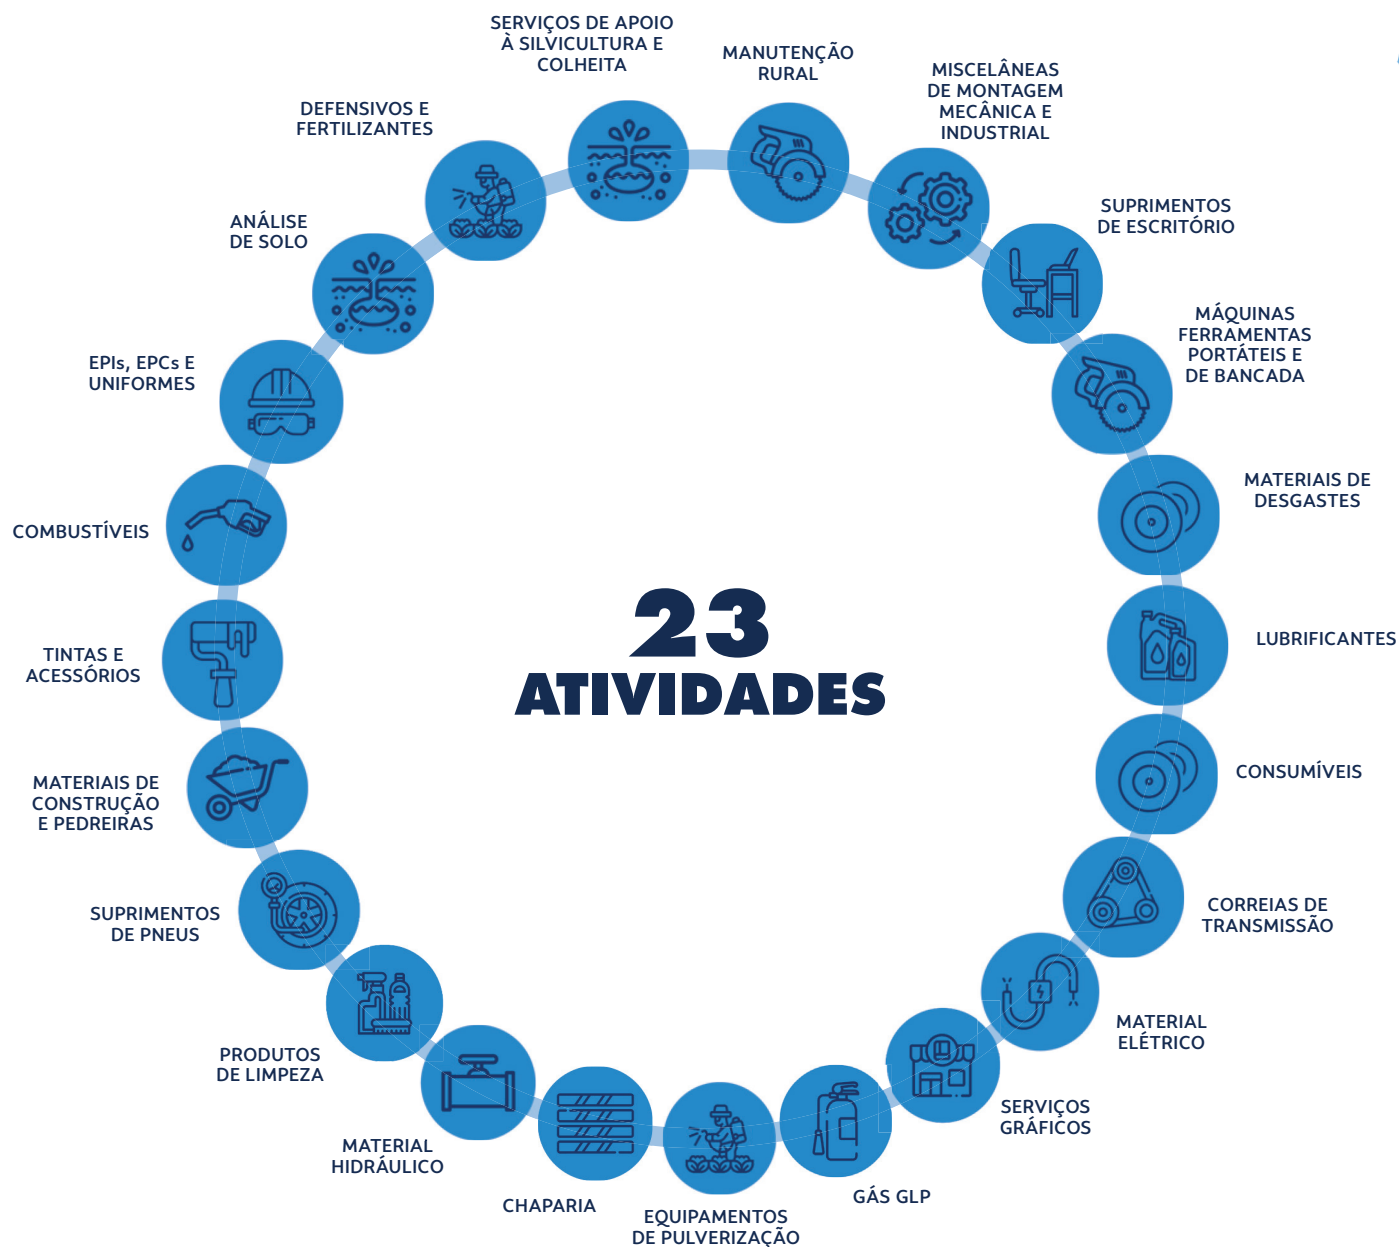 SERVIÇOS DE APOIO
À SILVICULTURA E
COLHEITA
MANUTENÇÃO
RURAL
MISCELÂNEAS
DE MONTAGEM
MECÂNICA E
INDUSTRIAL
SUPRIMENTOS
DE ESCRITÓRIO
MÁQUINAS
FERRAMENTAS
PORTÁTEIS E
DE BANCADA
MATERIAIS DE
DESGASTES
LUBRIFICANTES
CONSUMÍVEIS
CORREIAS DE
TRANSMISSÃO
MATERIAL
ELÉTRICO
SERVIÇOS
GRÁFICOS
GÁS GLP
EQUIPAMENTOS
DE PULVERIZAÇÃO
CHAPARIA
MATERIAL
HIDRÁULICO
PRODUTOS
DE LIMPEZA
SUPRIMENTOS
DE PNEUS
MATERIAIS DE
CONSTRUÇÃO
E PEDREIRAS
TINTAS E
ACESSÓRIOS
COMBUSTÍVEIS
EPIs, EPCs E
UNIFORMES
ANÁLISE
DE SOLO
DEFENSIVOS E
FERTILIZANTES
23
ATIVIDADES